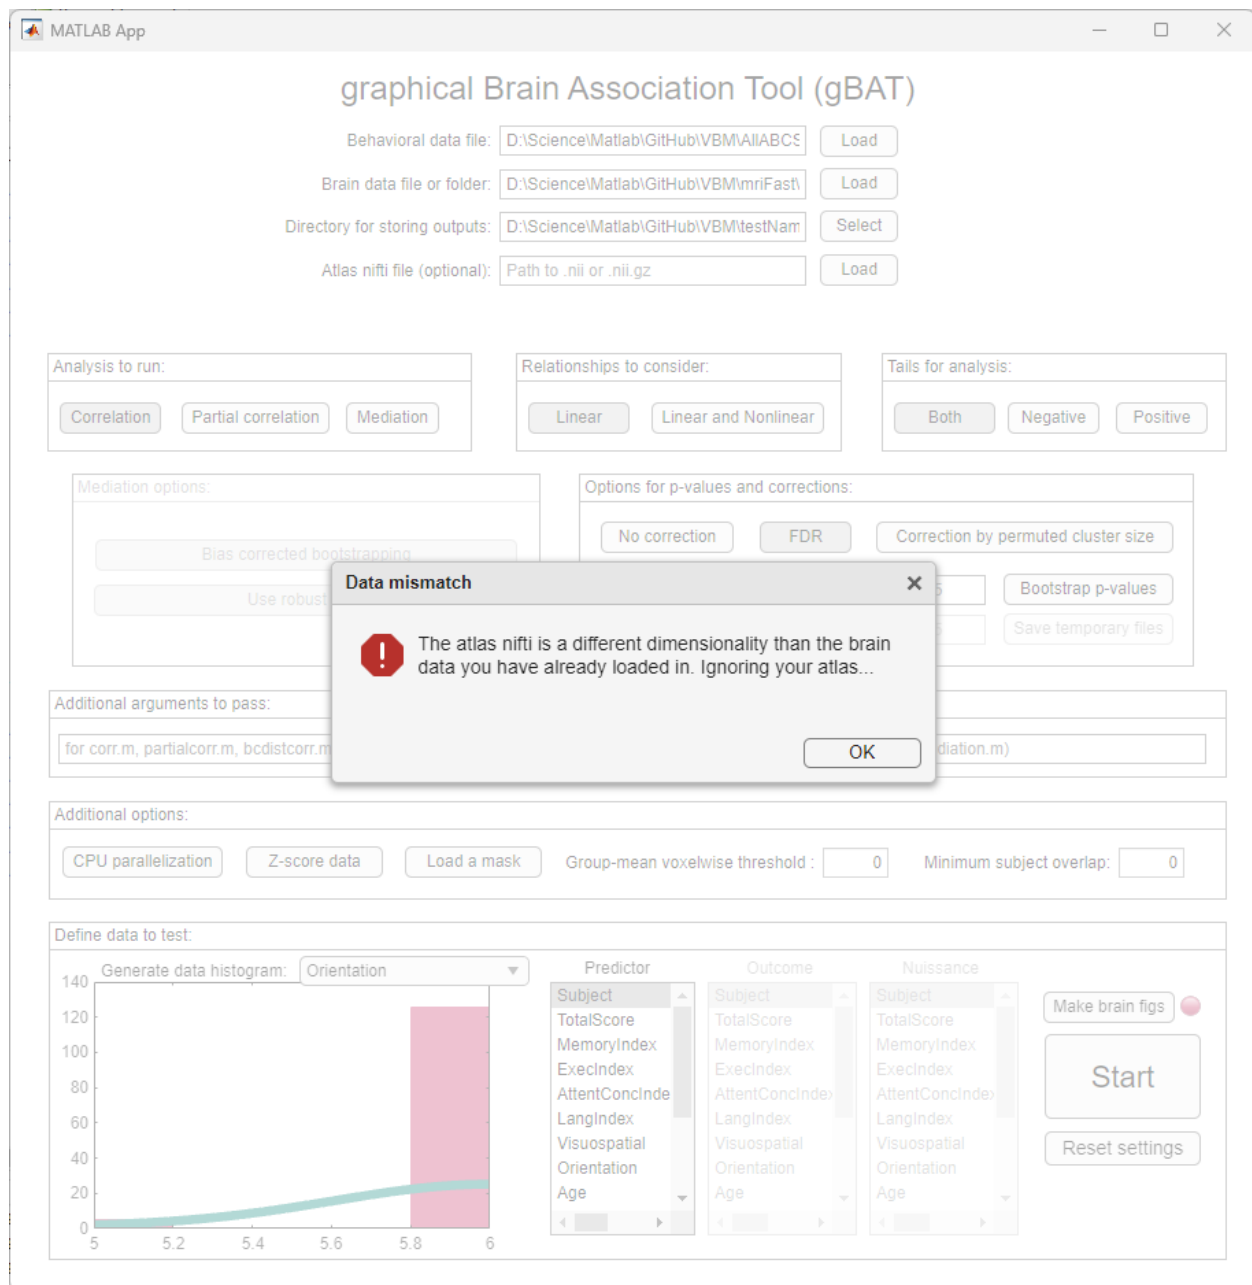 MATLAB App
graphical Brain Association Tool (gBAT)
Behavioral data file: D:\Science\Matlab\GitHub\VBM\AllABCS Load
Brain data file or folder: D:\Science\Matlab\GitHub\VBM\mriFast\ Load
Directory for storing outputs: D:\Science\Matlab\GitHub\VBM\testNam Select
Atlas nifti file (optional): Path to .nii or .nii.gz Load
Analysis to run:
Correlation Partial correlation Mediation
Relationships to consider:
Linear Linear and Nonlinear
Tails for analysis:
Both Negative Positive
Mediation options:
Bias corrected bootstrapping
Use robust
Options for p-values and corrections:
No correction FDR Correction by permuted cluster size
5 Bootstrap p-values
5 Save temporary files
Data mismatch
The atlas nifti is a different dimensionality than the brain
data you have already loaded in. Ignoring your atlas...
OK
Additional arguments to pass:
for corr.m, partialcorr.m, bcdistcorr.m diation.m)
Additional options:
CPU parallelization Z-score data Load a mask Group-mean voxelwise threshold : 0 Minimum subject overlap: 0
Define data to test:
Generate data histogram: Orientation
140
120
100
80
60
40
20
0
5 5.2 5.4 5.6 5.8 6
Predictor
Subject
TotalScore
MemoryIndex
ExecIndex
AttentConcInde
LangIndex
Visuospatial
Orientation
Age
Outcome
Subject
TotalScore
MemoryIndex
ExecIndex
AttentConcIndex
LangIndex
Visuospatial
Orientation
Age
Nuissance
Subject
TotalScore
MemoryIndex
ExecIndex
AttentConcIndex
LangIndex
Visuospatial
Orientation
Age
Make brain figs
Start
Reset settings